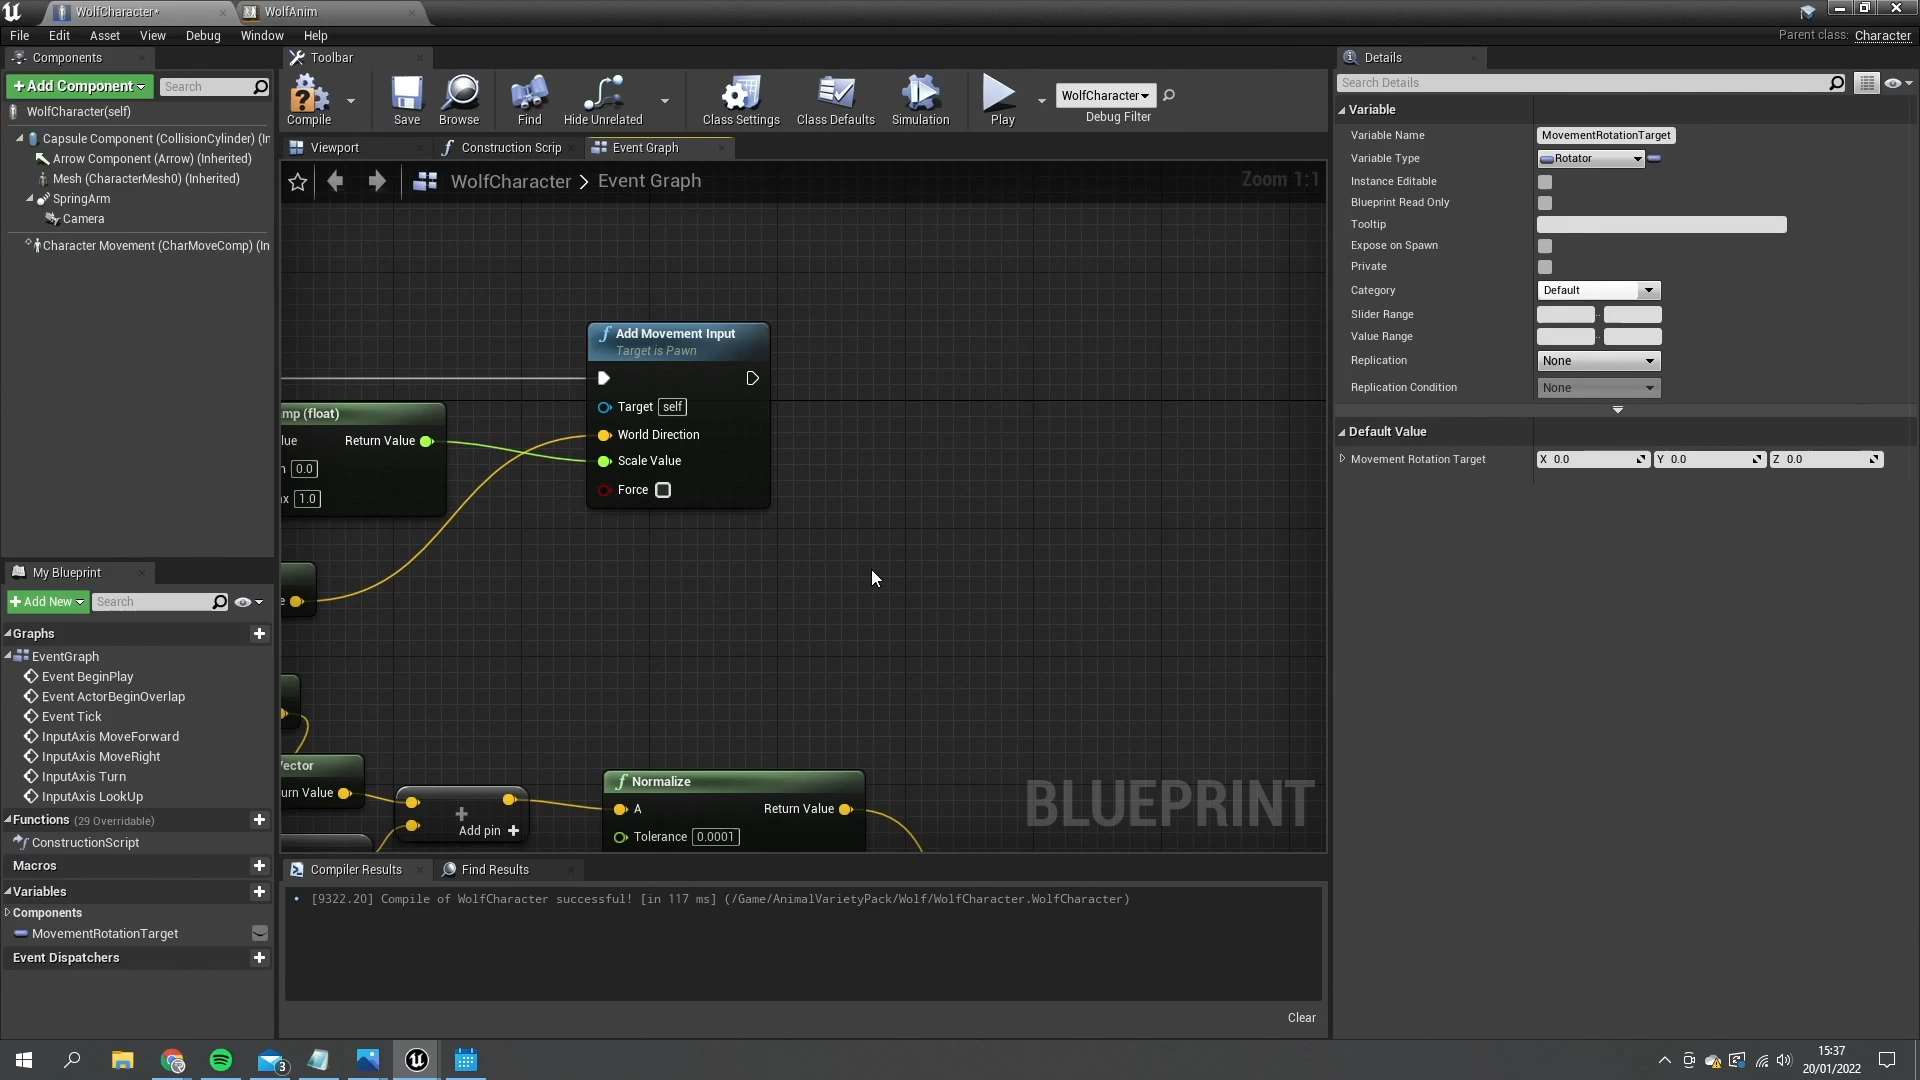 WolfCharacter*
WolfAnim
File Edit Asset View Debug Window Help
Parent class: Character
Components
Toolbar
Details
+Add Component
Search
Compile
Save
Browse
Find
Hide Unrelated
Class Settings
Class Defaults
Simulation
Play
WolfCharacter
Debug Filter
Search Details
WolfCharacter(self)
Capsule Component (CollisionCylinder) (In
Arrow Component (Arrow) (Inherited)
Mesh (CharacterMesh0) (Inherited)
SpringArm
Camera
Character Movement (CharMoveComp) (In
Viewport
Construction Scrip
Event Graph
WolfCharacter > Event Graph
Zoom 1:1
Add Movement Input
Target is Pawn
Target self
World Direction
Scale Value
Force
mp (float)
lue Return Value
n 0.0
x 1.0
e
Vector
urn Value
Add pin
Normalize
A Return Value
Tolerance 0.0001
BLUEPRINT
Variable
Variable Name MovementRotationTarget
Variable Type Rotator
Instance Editable
Blueprint Read Only
Tooltip
Expose on Spawn
Private
Category Default
Slider Range
Value Range
Replication None
Replication Condition None
Default Value
Movement Rotation Target X 0.0 Y 0.0 Z 0.0
My Blueprint
+Add New
Search
Graphs
EventGraph
Event BeginPlay
Event ActorBeginOverlap
Event Tick
InputAxis MoveForward
InputAxis MoveRight
InputAxis Turn
InputAxis LookUp
Functions (29 Overridable)
ConstructionScript
Macros
Variables
Components
MovementRotationTarget
Event Dispatchers
Compiler Results
Find Results
[9322.20] Compile of WolfCharacter successful! [in 117 ms] (/Game/AnimalVarietyPack/Wolf/WolfCharacter.WolfCharacter)
Clear
3
15:37
20/01/2022